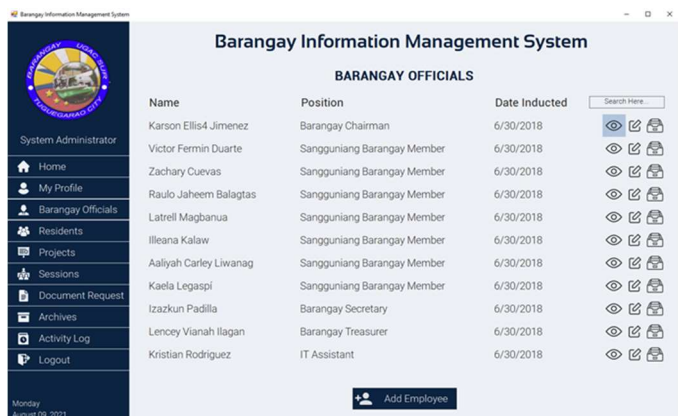 Barangay Information Management System
BARANGAY UGAC SUR
TUGUEGARAO CITY
System Administrator
Home
My Profile
Barangay Officials
Residents
Projects
Sessions
Document Request
Archives
Activity Log
Logout
Monday
August 09, 2021
Barangay Information Management System
BARANGAY OFFICIALS
Name Position Date Inducted Search Here...
Karson Ellis4 Jimenez Barangay Chairman 6/30/2018
Victor Fermin Duarte Sangguniang Barangay Member 6/30/2018
Zachary Cuevas Sangguniang Barangay Member 6/30/2018
Raulo Jaheem Balagtas Sangguniang Barangay Member 6/30/2018
Latrell Magbanua Sangguniang Barangay Member 6/30/2018
Illeana Kalaw Sangguniang Barangay Member 6/30/2018
Aaliyah Carley Liwanag Sangguniang Barangay Member 6/30/2018
Kaela Legaspi Sangguniang Barangay Member 6/30/2018
Izazkun Padilla Barangay Secretary 6/30/2018
Lencey Vianah Ilagan Barangay Treasurer 6/30/2018
Kristian Rodriguez IT Assistant 6/30/2018
Add Employee